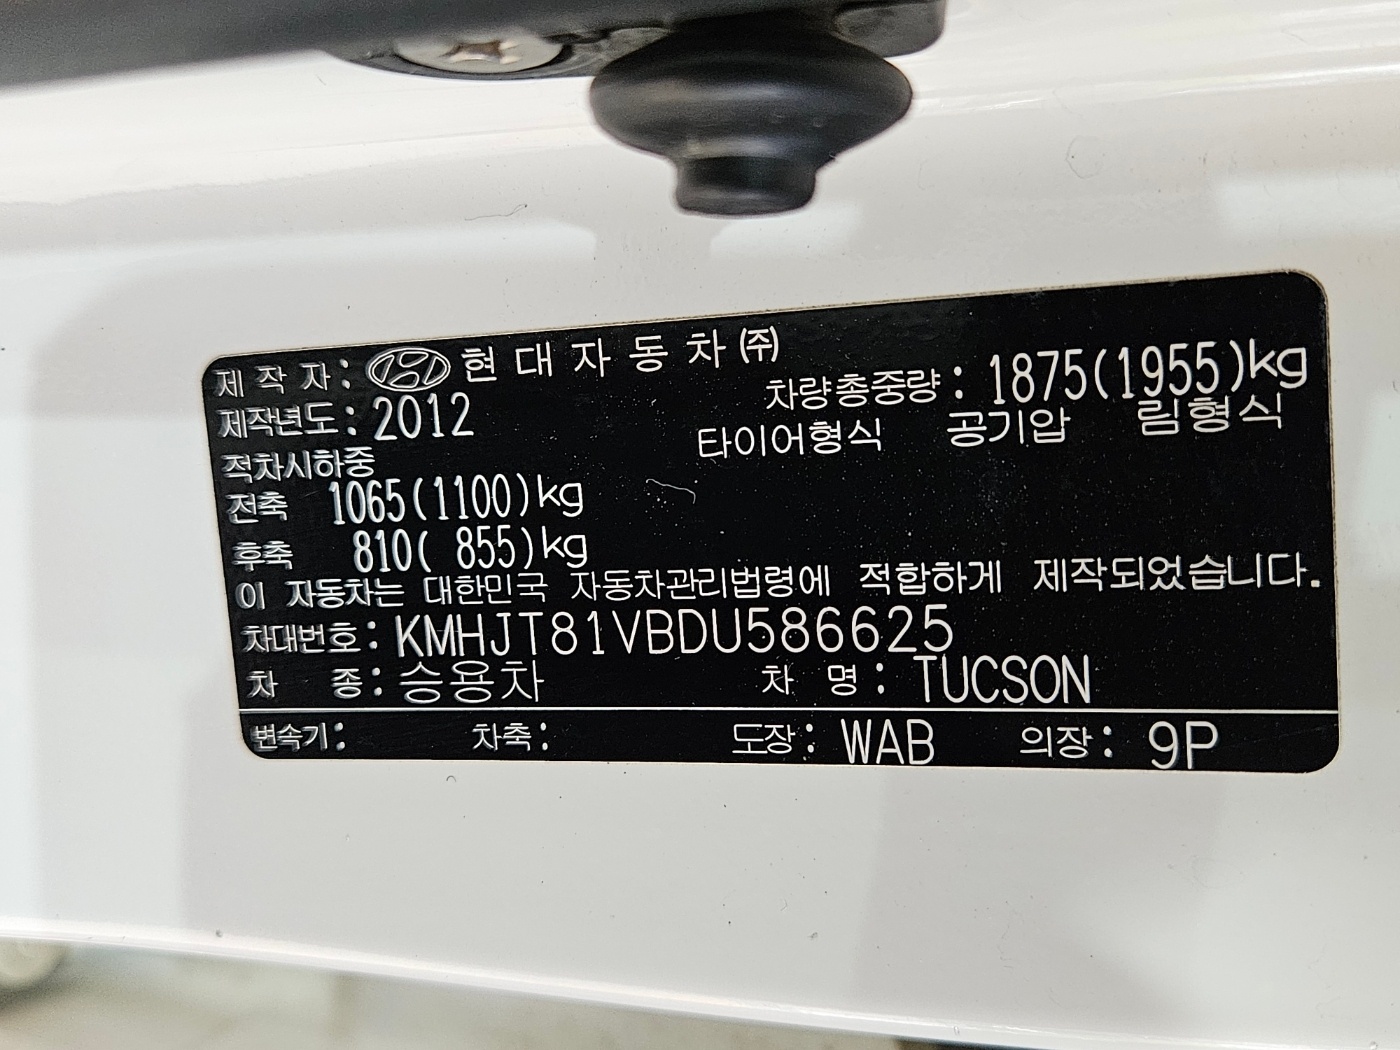 제작자: 현대자동차㈜
차량총중량: 1875(1955)kg
제작년도: 2012
타이어형식 공기압 림형식
적차시하중
전축 1065(1100)kg
후축 810( 855)kg
이 자동차는 대한민국 자동차관리법령에 적합하게 제작되었습니다.
차대번호: KMHJT81VBDU586625
차 종: 승용차 차 명: TUCSON
변속기: 차축: 도장: WAB 의장: 9P